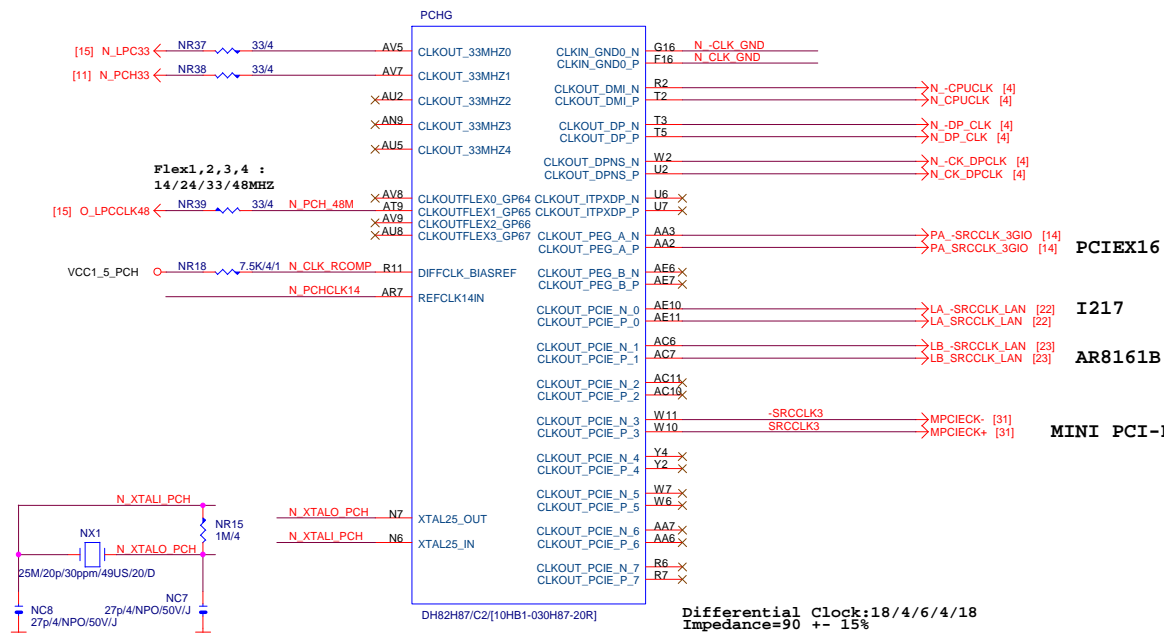 PCHG
[15] N_LPC33 NR37 33/4 AV5 CLKOUT_33MHZ0
[11] N_PCH33 NR38 33/4 AV7 CLKOUT_33MHZ1
AU2 CLKOUT_33MHZ2
AN9 CLKOUT_33MHZ3
AU5 CLKOUT_33MHZ4
Flex1,2,3,4 :
14/24/33/48MHZ
AV8 CLKOUTFLEX0_GP64
[15] O_LPCCLK48 NR39 33/4 N_PCH_48M AT9 CLKOUTFLEX1_GP65
AV9 CLKOUTFLEX2_GP66
AU8 CLKOUTFLEX3_GP67
VCC1_5_PCH NR18 7.5K/4/1 N_CLK_RCOMP R11 DIFFCLK_BIASREF
N_PCHCLK14 AR7 REFCLK14IN
N_XTALO_PCH N7 XTAL25_OUT
N_XTALI_PCH N6 XTAL25_IN
CLKIN_GND0_N G16 N_-CLK_GND
CLKIN_GND0_P F16 N_CLK_GND
CLKOUT_DMI_N R2 N_-CPUCLK [4]
CLKOUT_DMI_P T2 N_CPUCLK [4]
CLKOUT_DP_N T3 N_-DP_CLK [4]
CLKOUT_DP_P T5 N_DP_CLK [4]
CLKOUT_DPNS_N W2 N_-CK_DPCLK [4]
CLKOUT_DPNS_P U2 N_CK_DPCLK [4]
CLKOUT_ITPXDP_N U6
CLKOUT_ITPXDP_P U7
CLKOUT_PEG_A_N AA3 PA_-SRCCLK_3GIO [14]
CLKOUT_PEG_A_P AA2 PA_SRCCLK_3GIO [14]
PCIEX16
CLKOUT_PEG_B_N AE6
CLKOUT_PEG_B_P AE7
CLKOUT_PCIE_N_0 AE10 LA_-SRCCLK_LAN [22]
CLKOUT_PCIE_P_0 AE11 LA_SRCCLK_LAN [22]
I217
CLKOUT_PCIE_N_1 AC6 LB_-SRCCLK_LAN [23]
CLKOUT_PCIE_P_1 AC7 LB_SRCCLK_LAN [23]
AR8161B
CLKOUT_PCIE_N_2 AC11
CLKOUT_PCIE_P_2 AC10
CLKOUT_PCIE_N_3 W11 -SRCCLK3 MPCIECK- [31]
CLKOUT_PCIE_P_3 W10 SRCCLK3 MPCIECK+ [31]
MINI PCI-
CLKOUT_PCIE_N_4 Y4
CLKOUT_PCIE_P_4 Y2
CLKOUT_PCIE_N_5 W7
CLKOUT_PCIE_P_5 W6
CLKOUT_PCIE_N_6 AA7
CLKOUT_PCIE_P_6 AA6
CLKOUT_PCIE_N_7 R6
CLKOUT_PCIE_P_7 R7
N_XTALI_PCH
NR15
1M/4
NX1
N_XTALO_PCH
25M/20p/30ppm/49US/20/D
NC8
27p/4/NPO/50V/J
NC7
27p/4/NPO/50V/J
DH82H87/C2/[10HB1-030H87-20R]
Differential Clock:18/4/6/4/18
Impedance=90 +- 15%